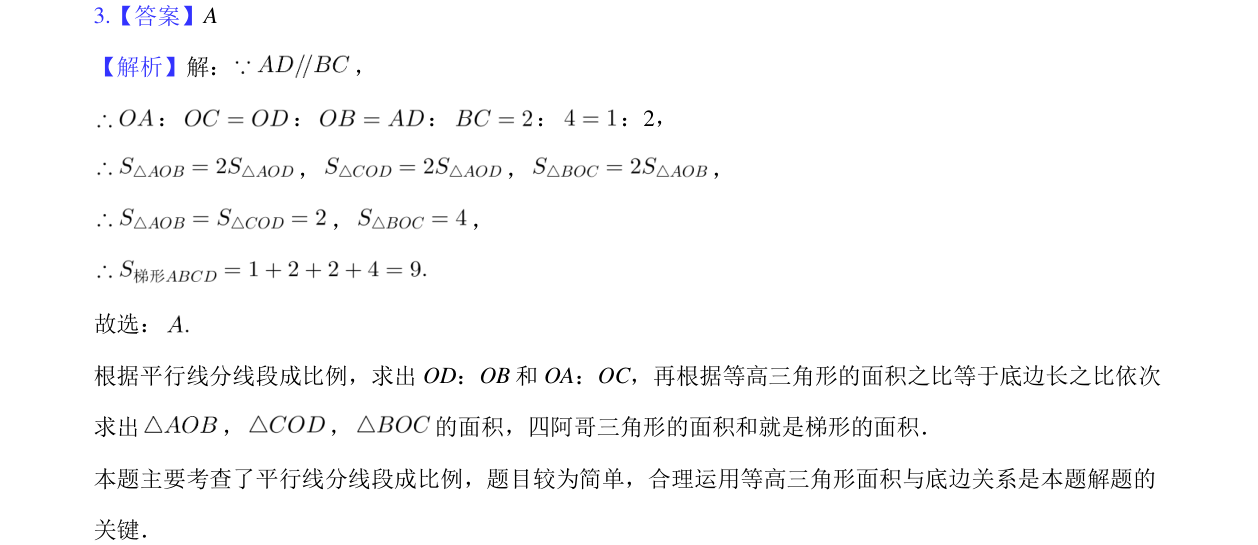 3.【答案】A
【解析】解：∵ AD//BC，
∴ OA：OC = OD：OB = AD：BC = 2：4 = 1：2，
∴ S△AOB = 2S△AOD，S△COD = 2S△AOD，S△BOC = 2S△AOB，
∴ S△AOB = S△COD = 2，S△BOC = 4，
∴ S梯形ABCD = 1 + 2 + 2 + 4 = 9.
故选：A.
根据平行线分线段成比例，求出 OD：OB 和 OA：OC，再根据等高三角形的面积之比等于底边长之比依次
求出 △AOB，△COD，△BOC 的面积，四阿哥三角形的面积和就是梯形的面积．
本题主要考查了平行线分线段成比例，题目较为简单，合理运用等高三角形面积与底边关系是本题解题的
关键．